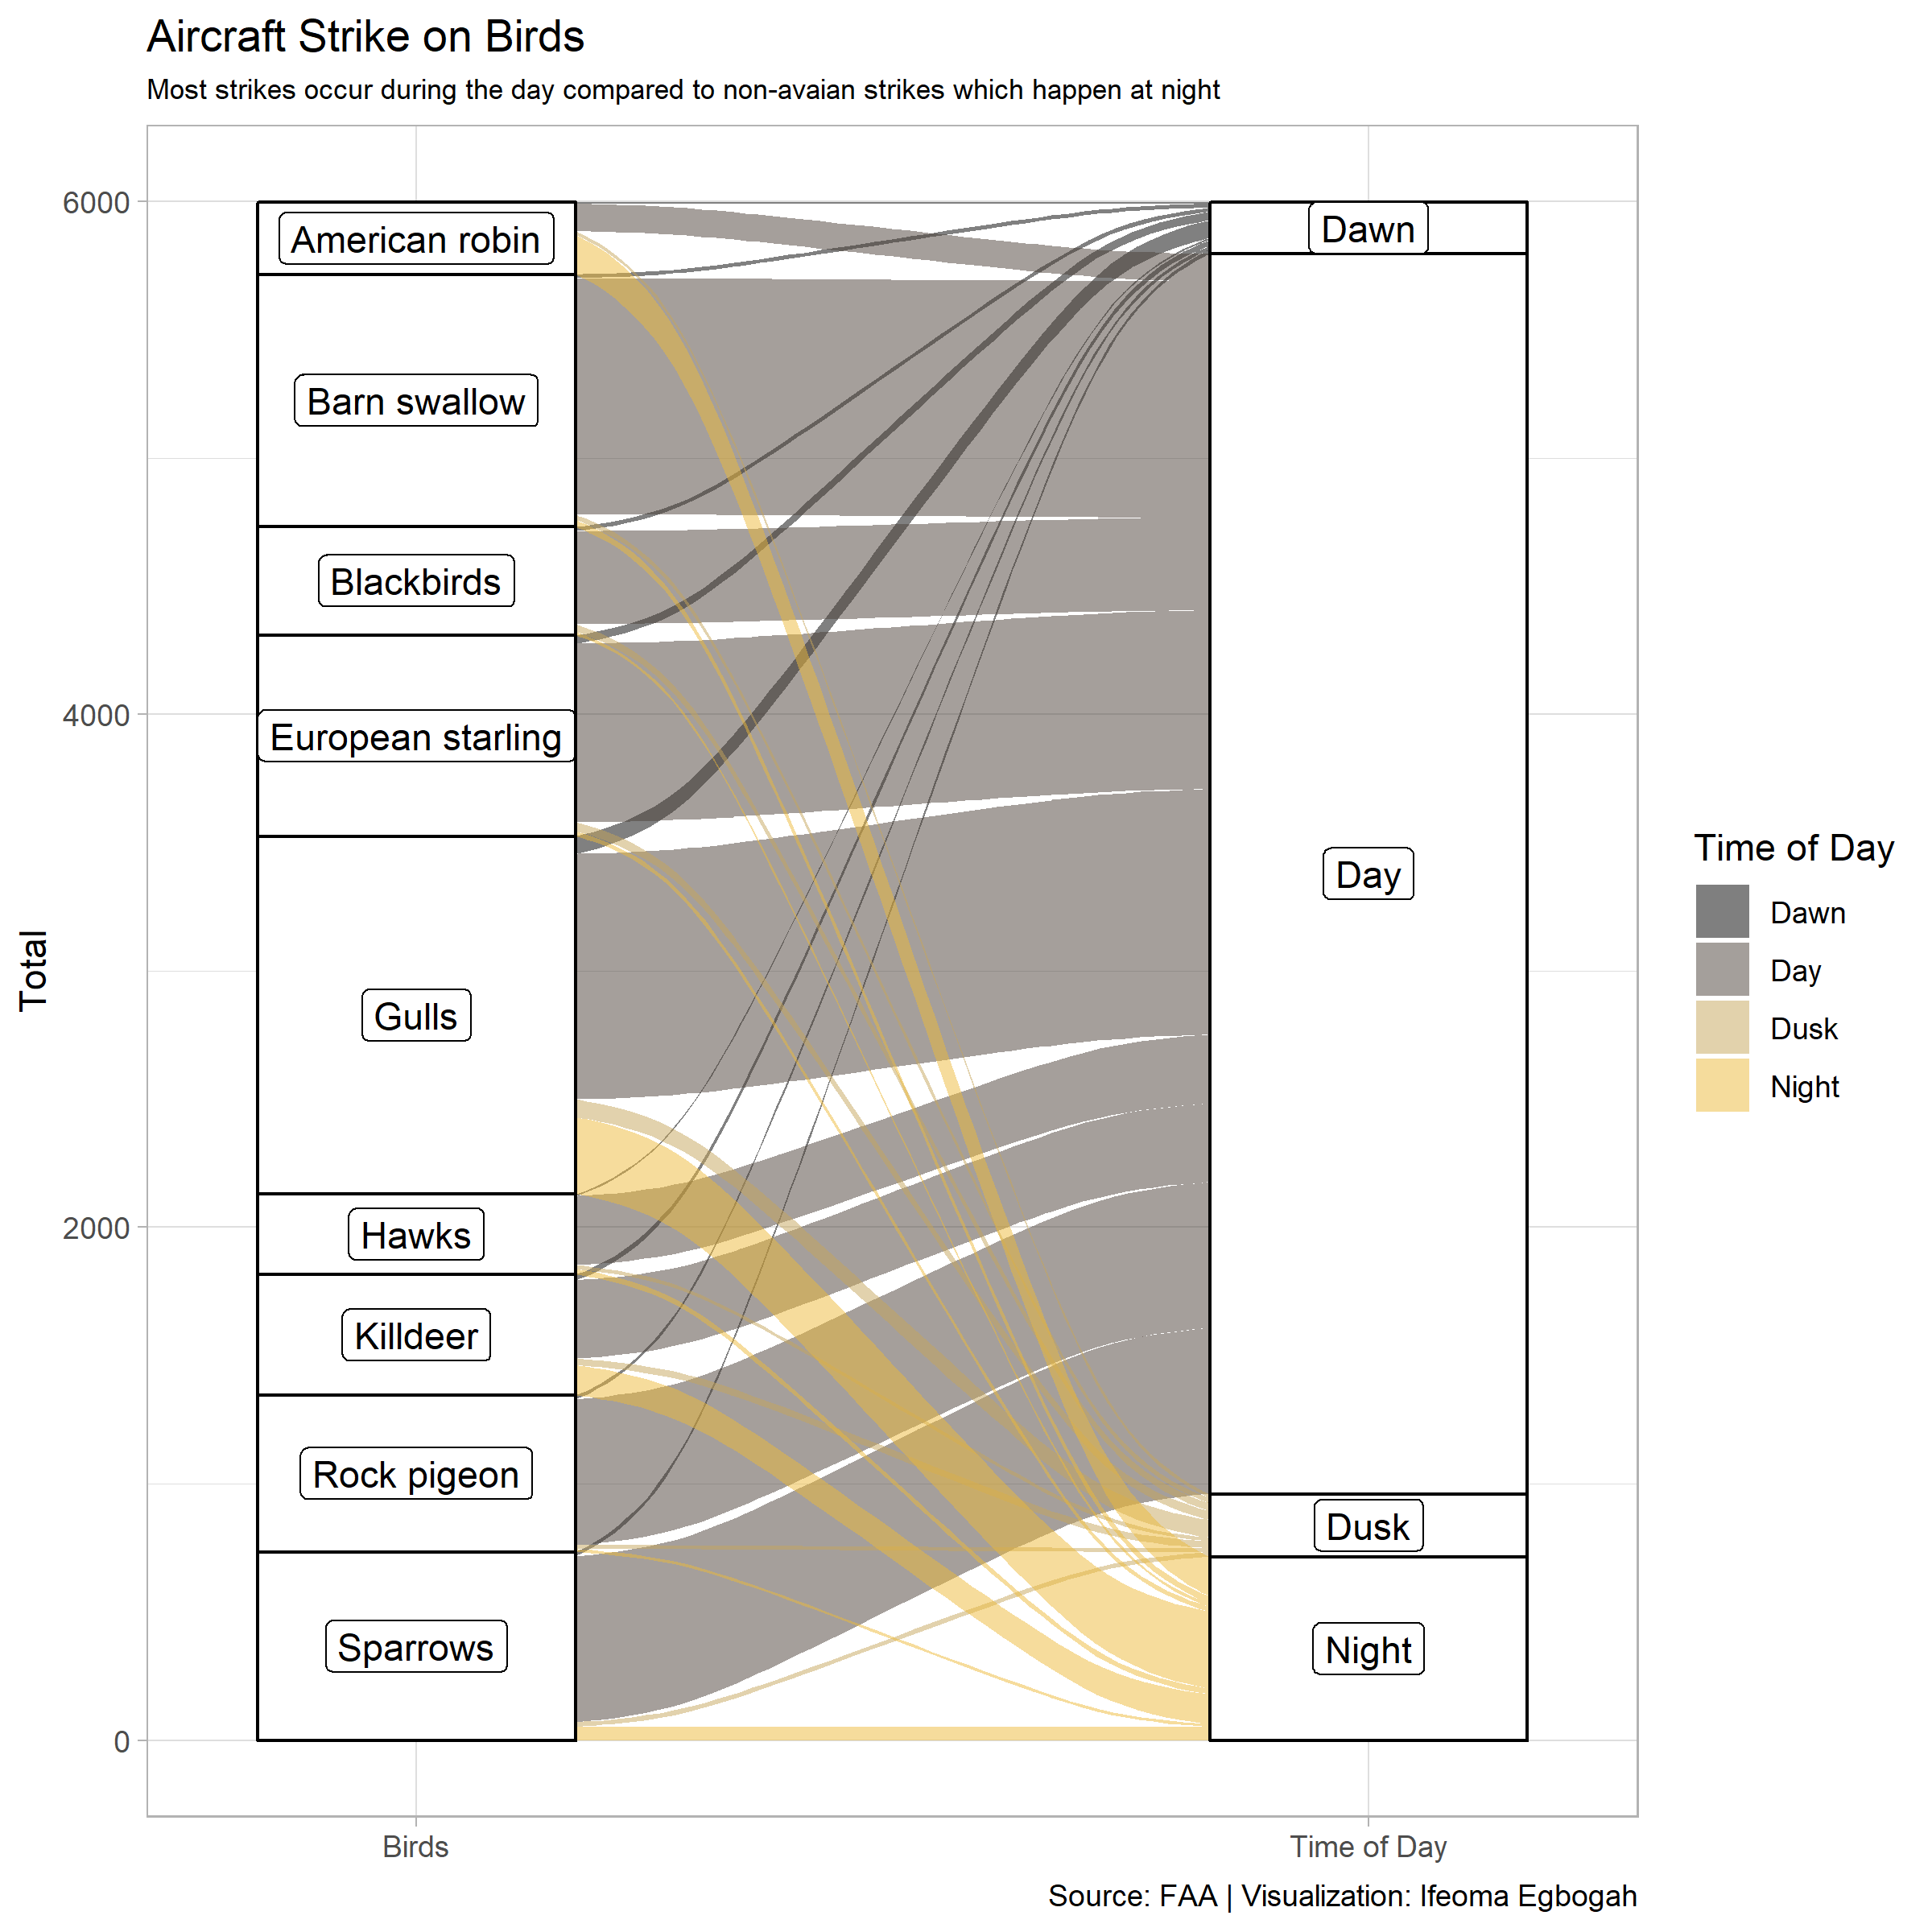 Aircraft Strike on Birds
Most strikes occur during the day compared to non-avaian strikes which happen at night
Total
6000
4000
2000
0
American robin
Barn swallow
Blackbirds
European starling
Gulls
Hawks
Killdeer
Rock pigeon
Sparrows
Dawn
Day
Dusk
Night
Birds
Time of Day
Time of Day
Dawn
Day
Dusk
Night
Source: FAA | Visualization: Ifeoma Egbogah